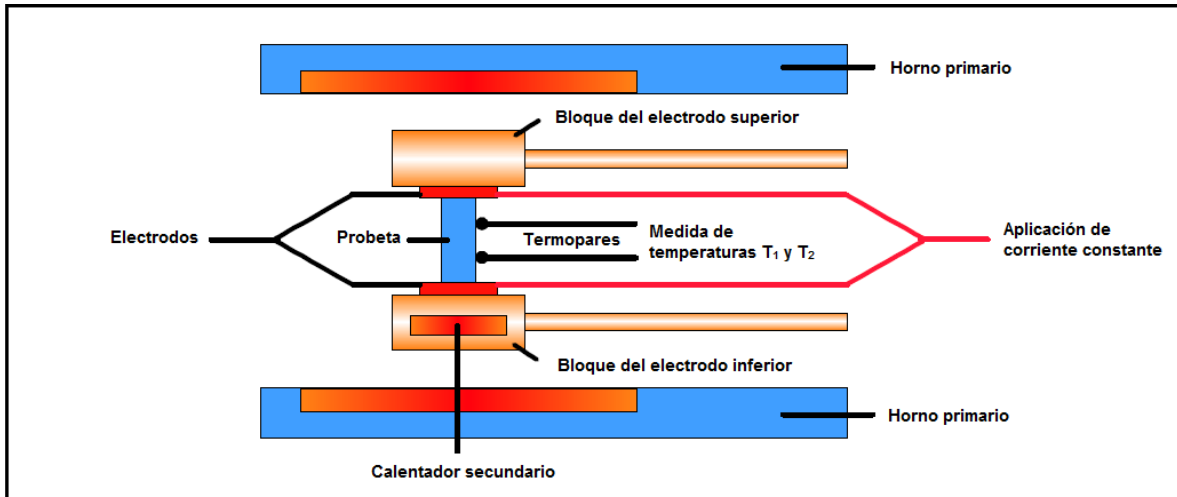 Horno primario
Bloque del electrodo superior
Electrodos
Probeta
Termopares
Medida de
temperaturas T₁ y T₂
Aplicación de
corriente constante
Bloque del electrodo inferior
Horno primario
Calentador secundario